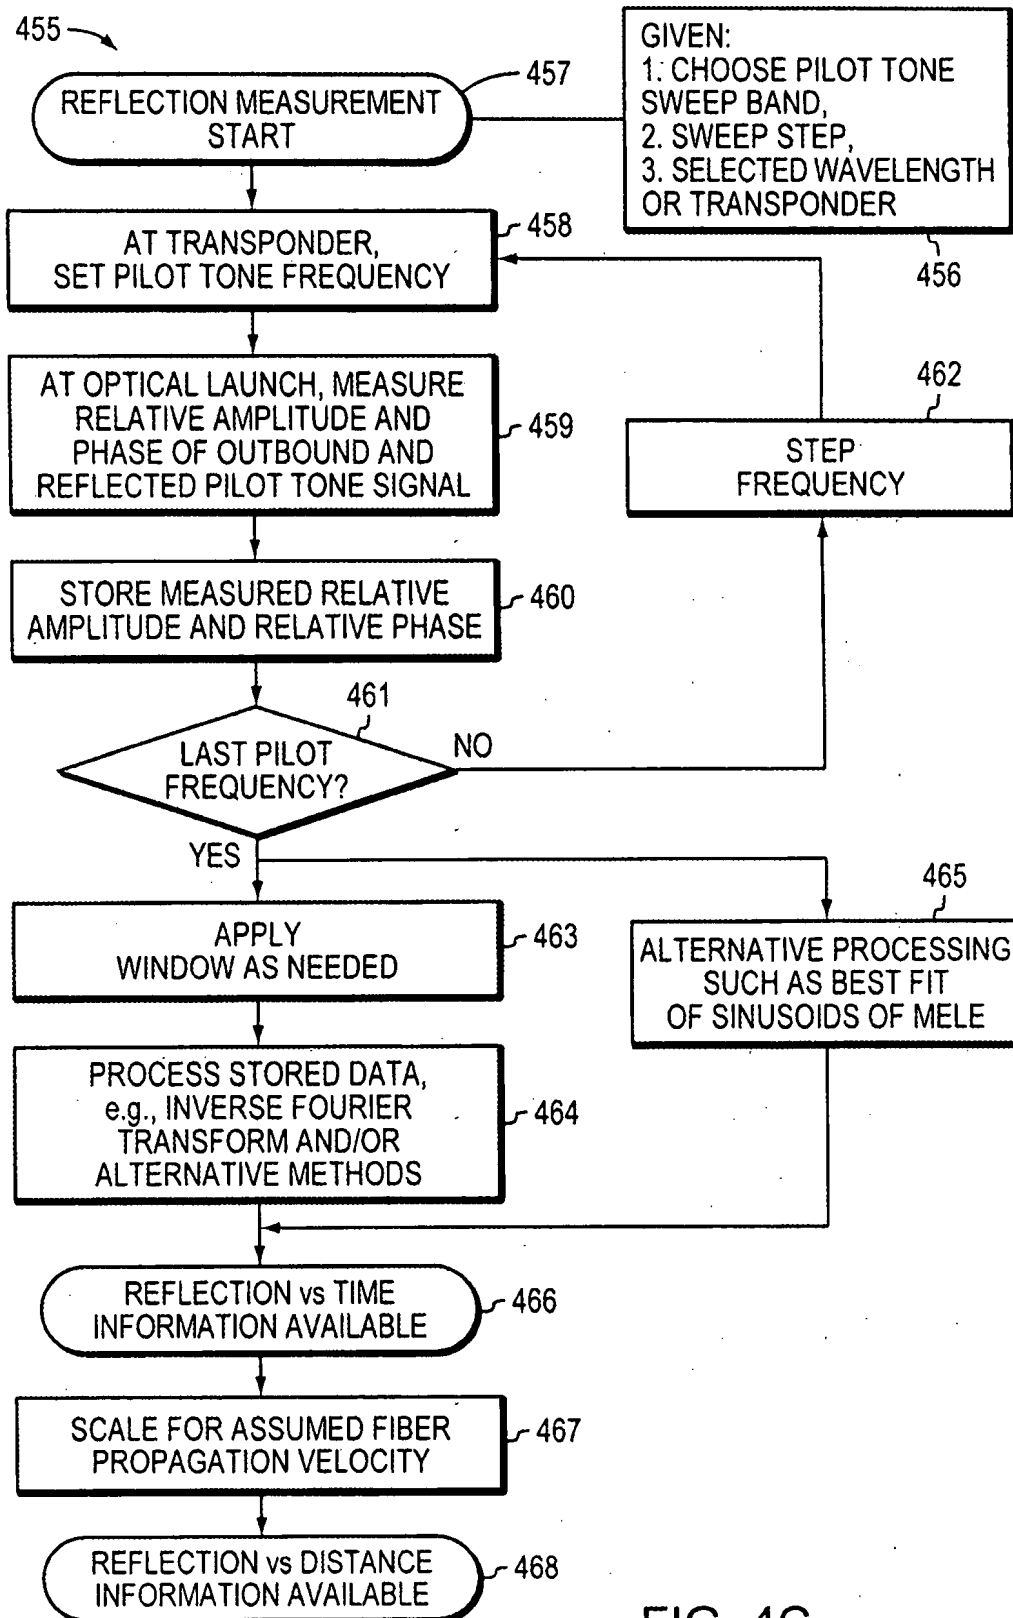 455
457
REFLECTION MEASUREMENT
START
GIVEN:
1. CHOOSE PILOT TONE
SWEEP BAND,
2. SWEEP STEP,
3. SELECTED WAVELENGTH
OR TRANSPONDER
456
458
AT TRANSPONDER,
SET PILOT TONE FREQUENCY
AT OPTICAL LAUNCH, MEASURE
RELATIVE AMPLITUDE AND
PHASE OF OUTBOUND AND
REFLECTED PILOT TONE SIGNAL
459
462
STEP
FREQUENCY
STORE MEASURED RELATIVE
AMPLITUDE AND RELATIVE PHASE
460
461
LAST PILOT
FREQUENCY?
NO
YES
APPLY
WINDOW AS NEEDED
463
465
ALTERNATIVE PROCESSING
SUCH AS BEST FIT
OF SINUSOIDS OF MELE
PROCESS STORED DATA,
e.g., INVERSE FOURIER
TRANSFORM AND/OR
ALTERNATIVE METHODS
464
REFLECTION vs TIME
INFORMATION AVAILABLE
466
SCALE FOR ASSUMED FIBER
PROPAGATION VELOCITY
467
REFLECTION vs DISTANCE
INFORMATION AVAILABLE
468